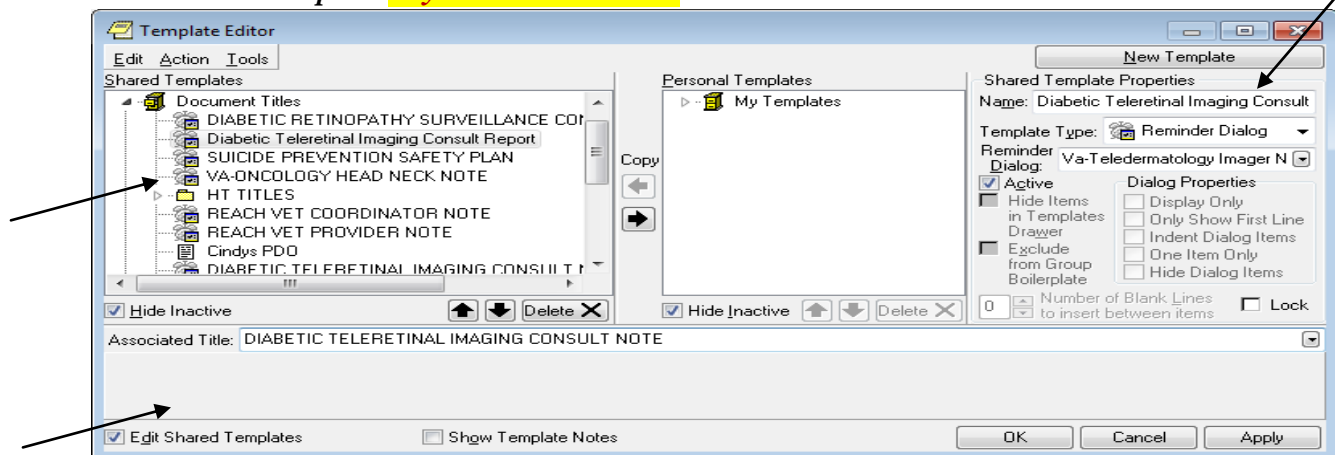 Template Editor
Edit Action Tools
New Template
Shared Templates
Document Titles
DIABETIC RETINOPATHY SURVEILLANCE
Diabetic Teleretinal Imaging Consult Report
SUICIDE PREVENTION SAFETY PLAN
VA-ONCOLOGY HEAD NECK NOTE
HT TITLES
REACH VET COORDINATOR NOTE
REACH VET PROVIDER NOTE
Cindys PDO
DIABETIC TELERETINAL IMAGING CONSULT
Hide Inactive
Delete
Copy
Personal Templates
My Templates
Hide Inactive
Delete
Shared Template Properties
Name: Diabetic Teleretinal Imaging Consult
Template Type: Reminder Dialog
Reminder Dialog: Va-Teledermatology Imager N
Active
Hide Items
in Templates
Drawer
Exclude
from Group
Boilerplate
Dialog Properties
Display Only
Only Show First Line
Indent Dialog Items
One Item Only
Hide Dialog Items
0 Number of Blank Lines
to insert between items
Lock
Associated Title: DIABETIC TELERETINAL IMAGING CONSULT NOTE
Edit Shared Templates
Show Template Notes
OK
Cancel
Apply